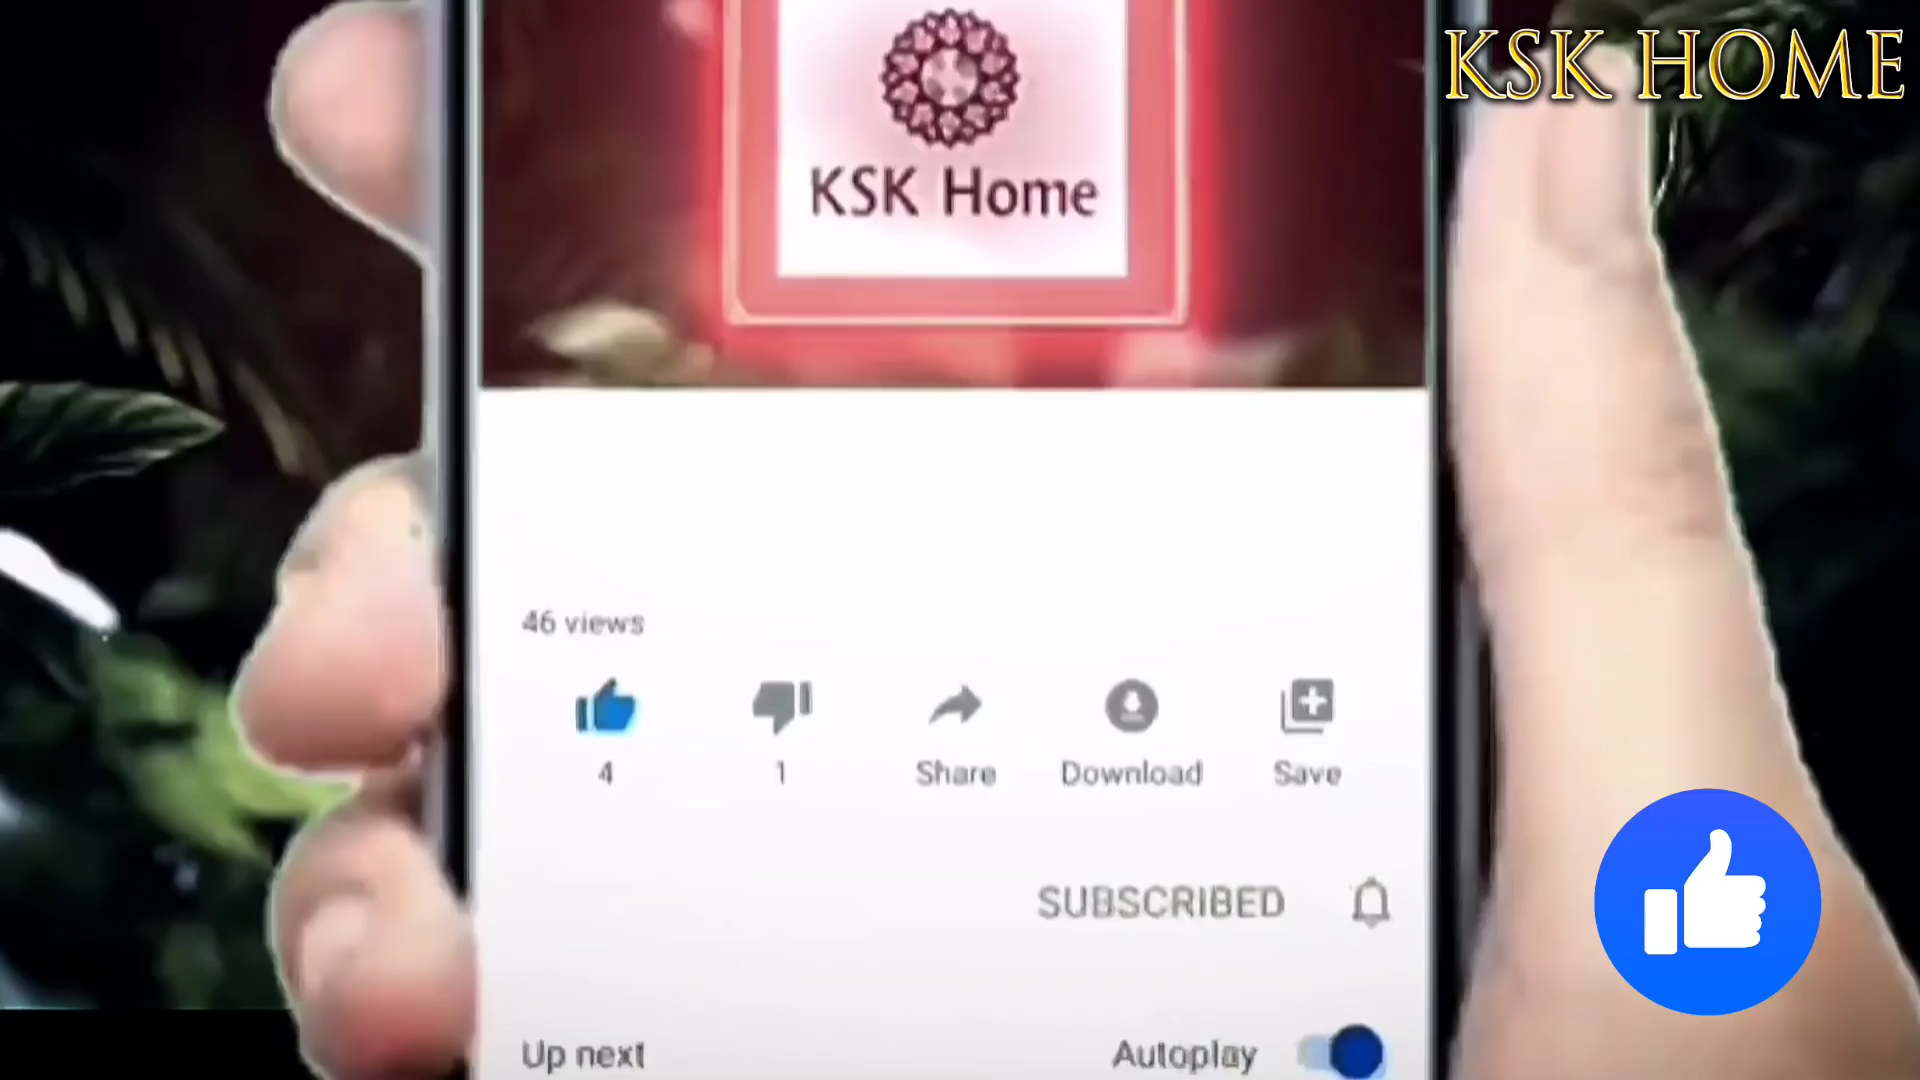 KSK HOME
KSK Home
46 views
4
1
Share
Download
Save
SUBSCRIBED
Up next
Autoplay